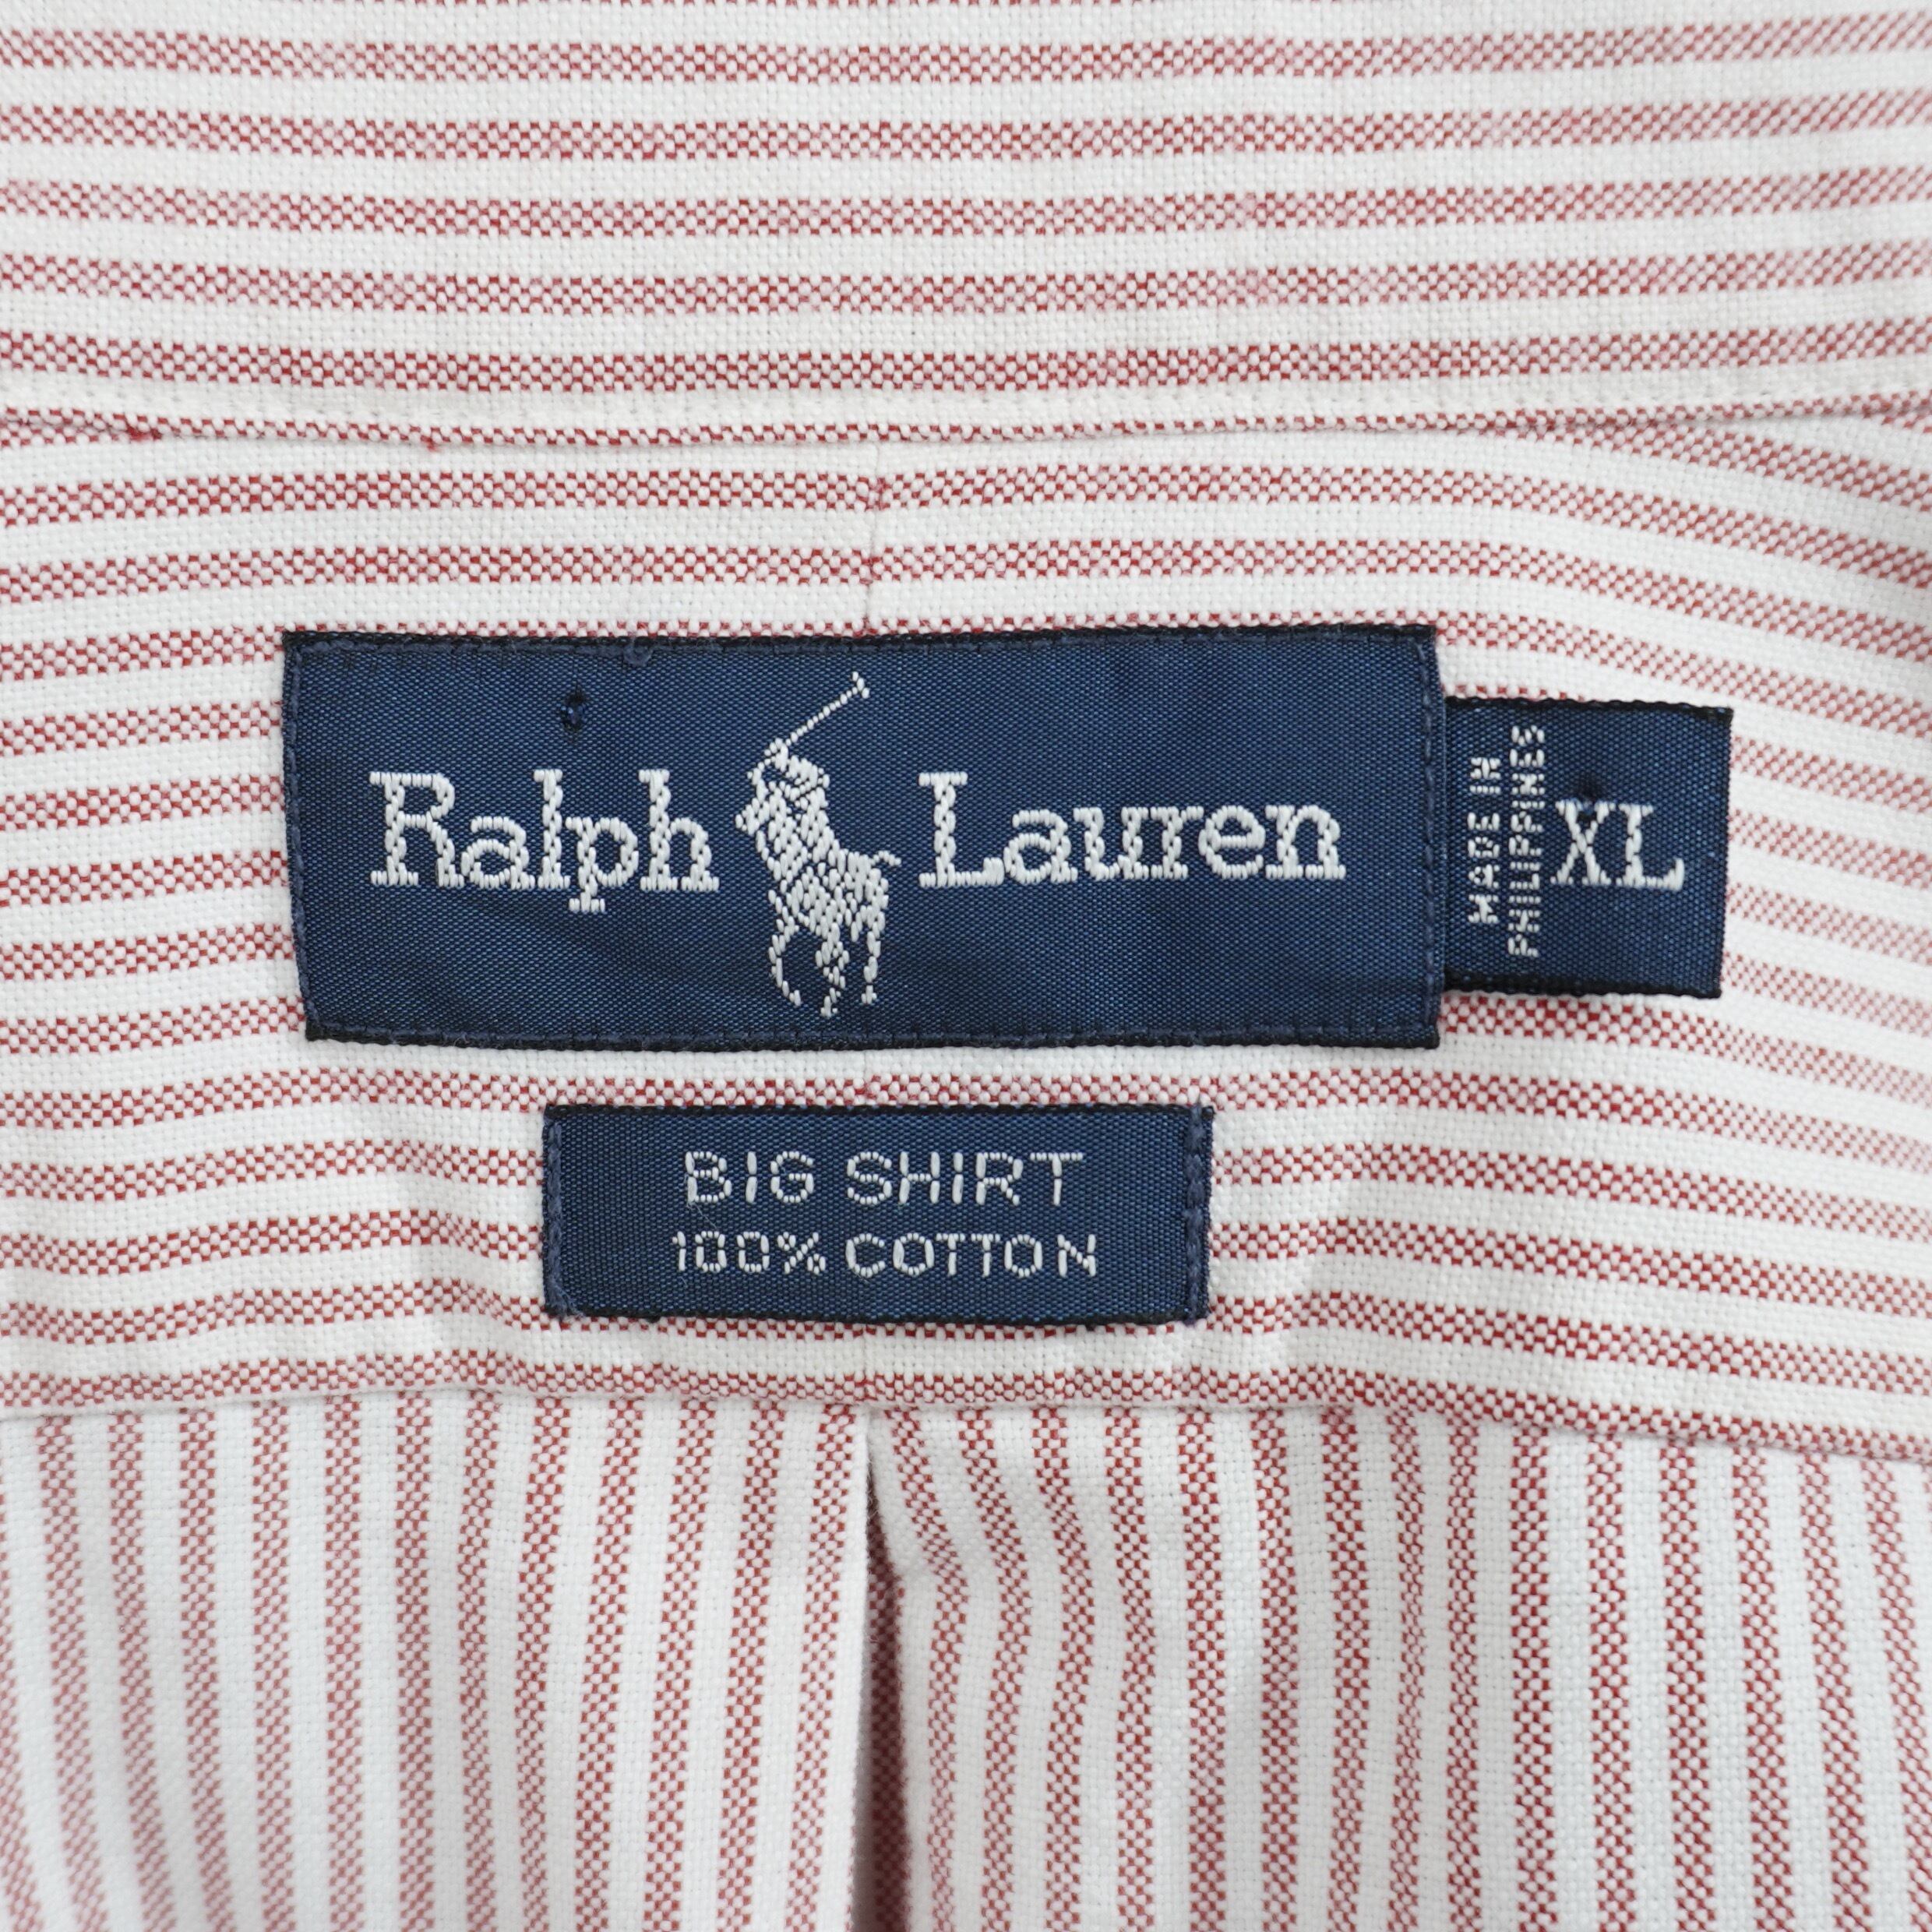 Ralph Lauren
MADE IN
PHILIPPINES
XL
BIG SHIRT
100% COTTON